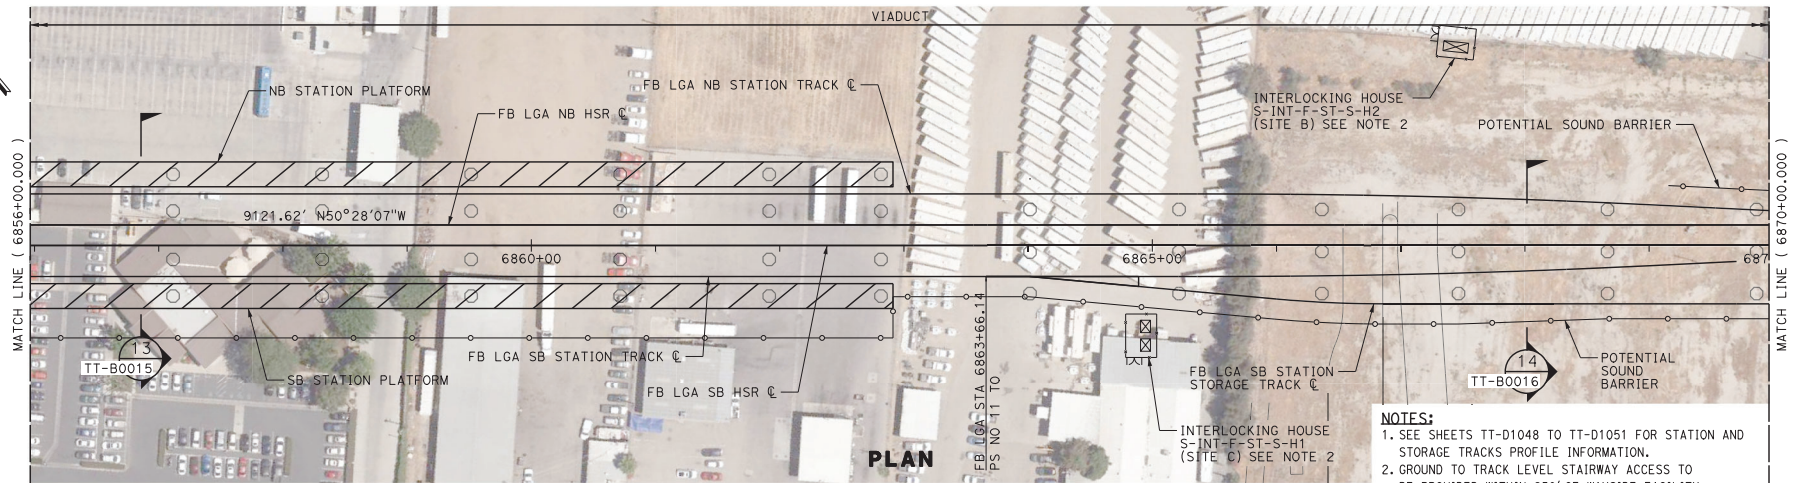 VIADUCT
NB STATION PLATFORM
FB LGA NB HSR ℄
FB LGA NB STATION TRACK ℄
INTERLOCKING HOUSE
S-INT-F-ST-S-H2
(SITE B) SEE NOTE 2
POTENTIAL SOUND BARRIER
MATCH LINE ( 6856+00.000 )
MATCH LINE ( 6870+00.000 )
9121.62' N50°28'07"W
6860+00
6865+00
687
13
TT-B0015
SB STATION PLATFORM
FB LGA SB STATION TRACK ℄
FB LGA SB HSR ℄
FB LGA STA 6863+66.14
PS NO 11 TO
FB LGA SB STATION
STORAGE TRACK ℄
14
TT-B0016
POTENTIAL
SOUND
BARRIER
INTERLOCKING HOUSE
S-INT-F-ST-S-H1
(SITE C) SEE NOTE 2
PLAN
NOTES:
1. SEE SHEETS TT-D1048 TO TT-D1051 FOR STATION AND
STORAGE TRACKS PROFILE INFORMATION.
2. GROUND TO TRACK LEVEL STAIRWAY ACCESS TO